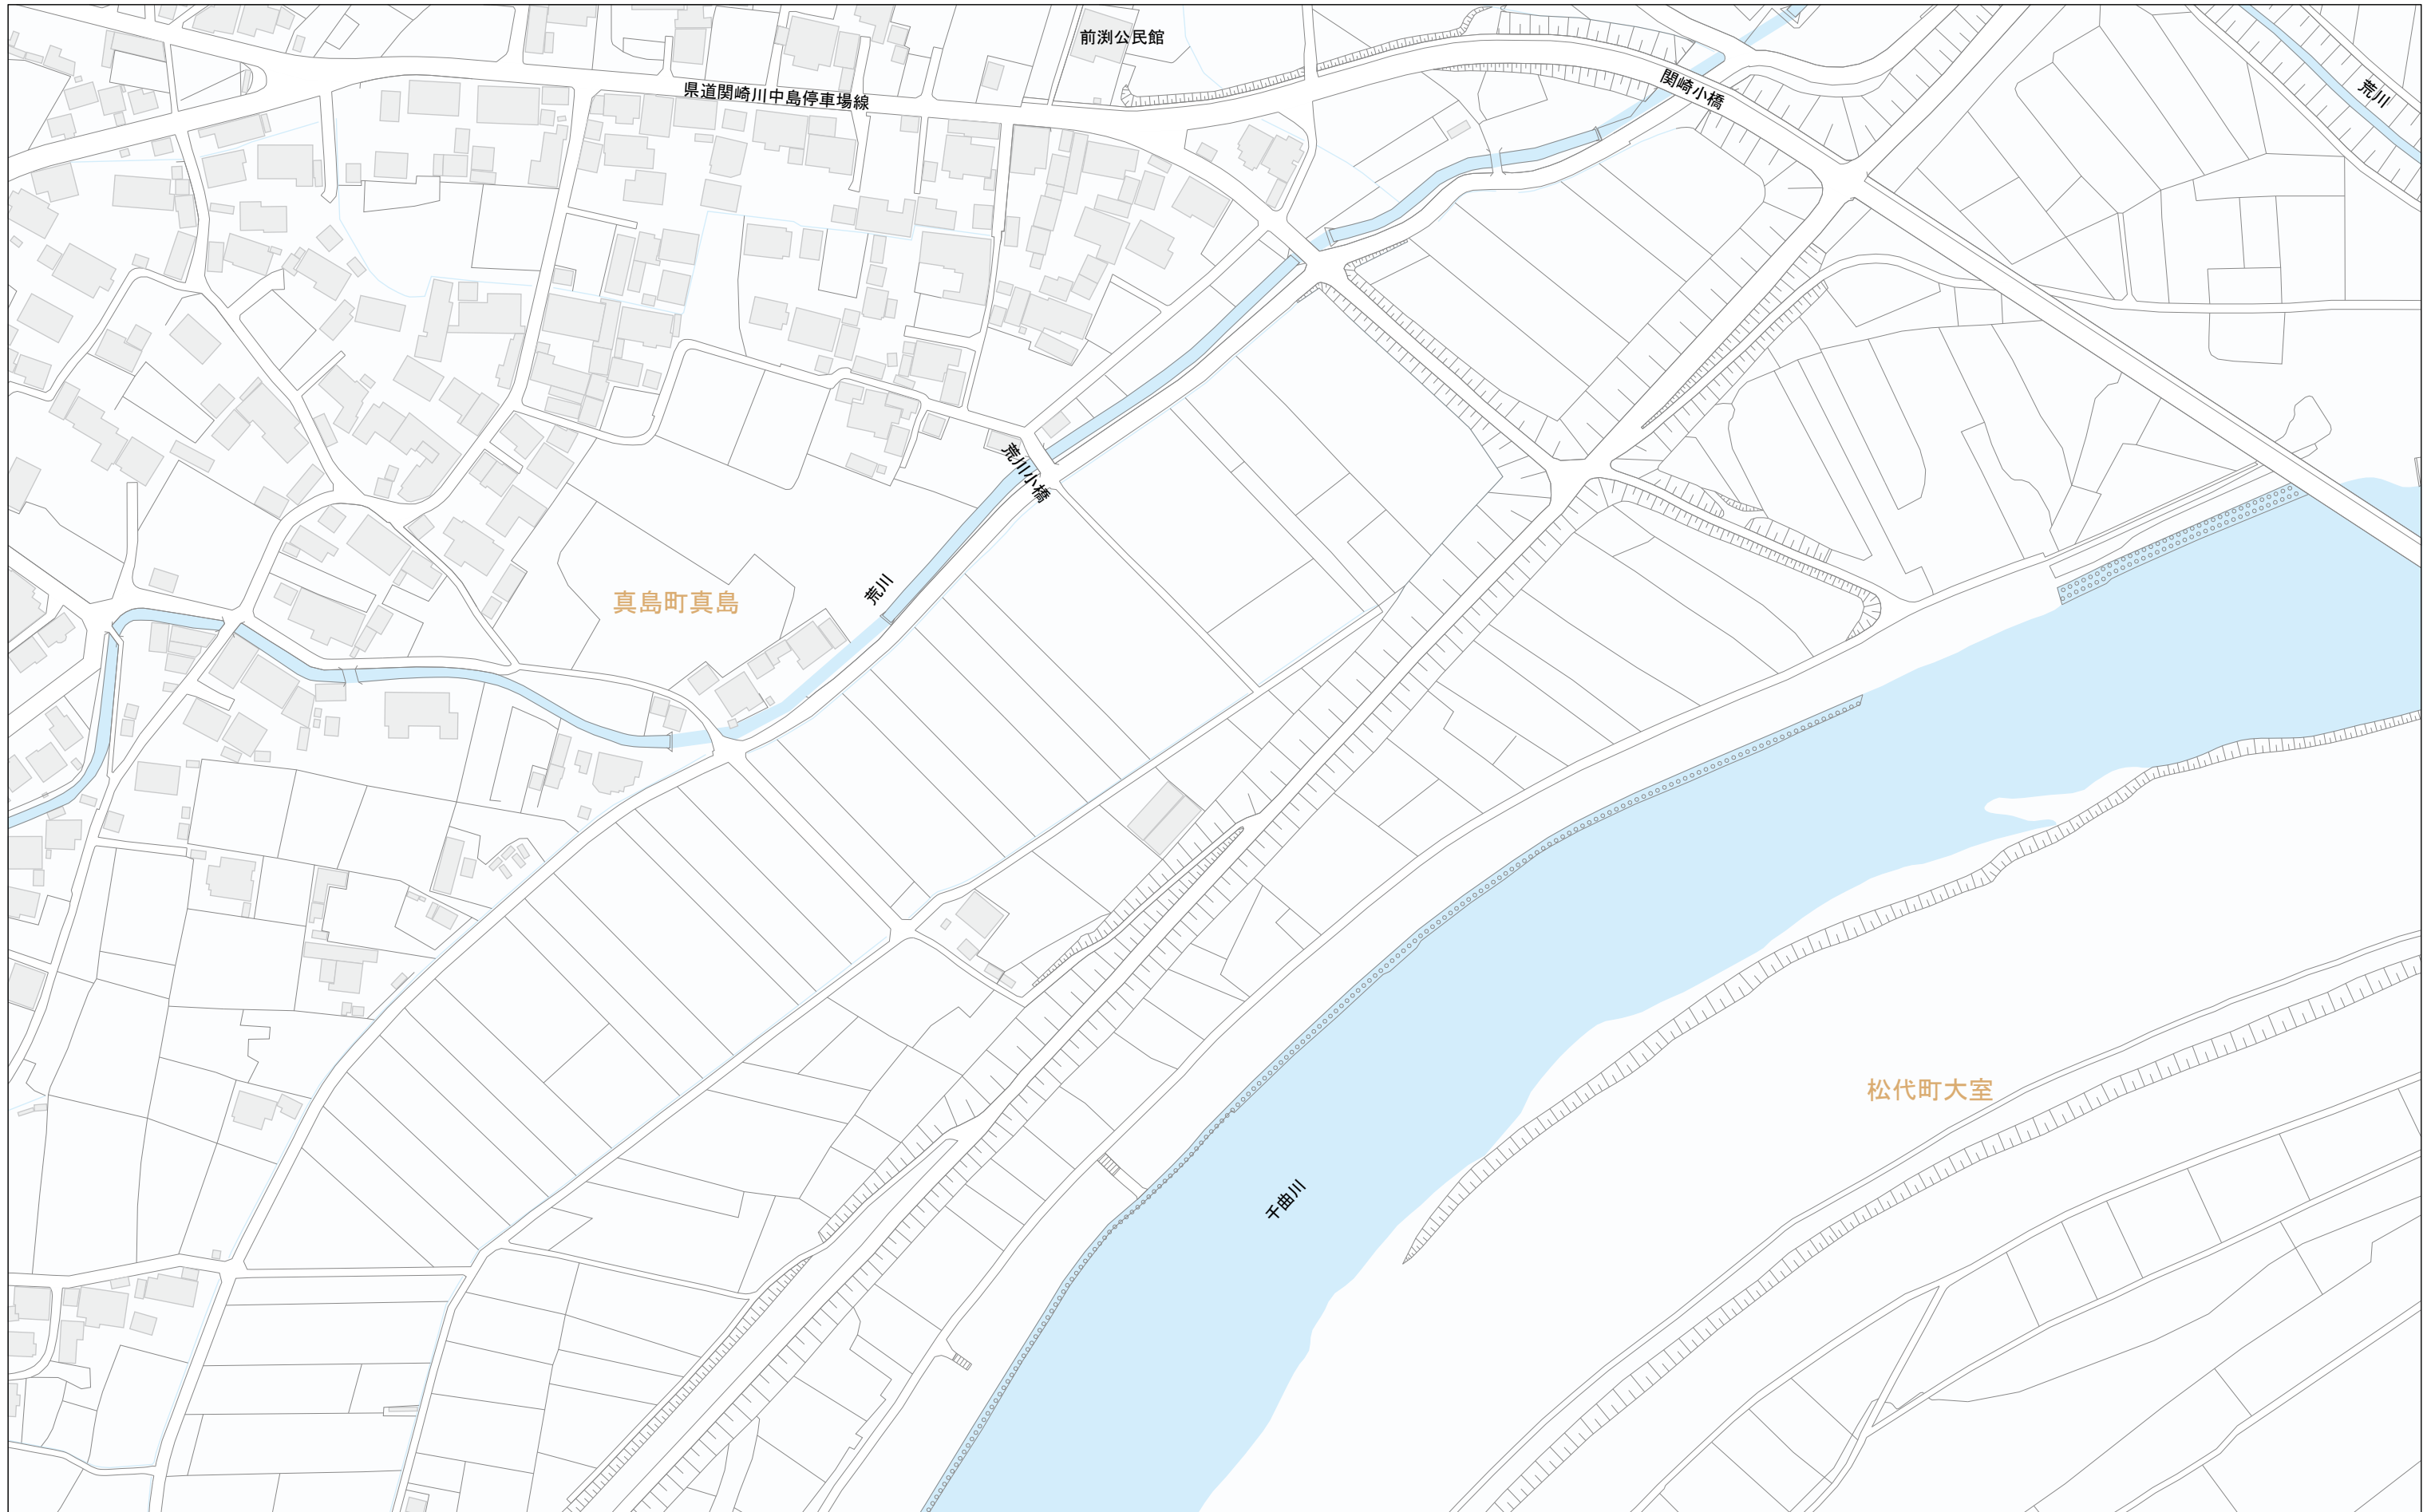 前渕公民館
関崎小橋
荒川
県道関崎川中島停車場線
荒川小橋
荒川
真島町真島
松代町大室
千曲川